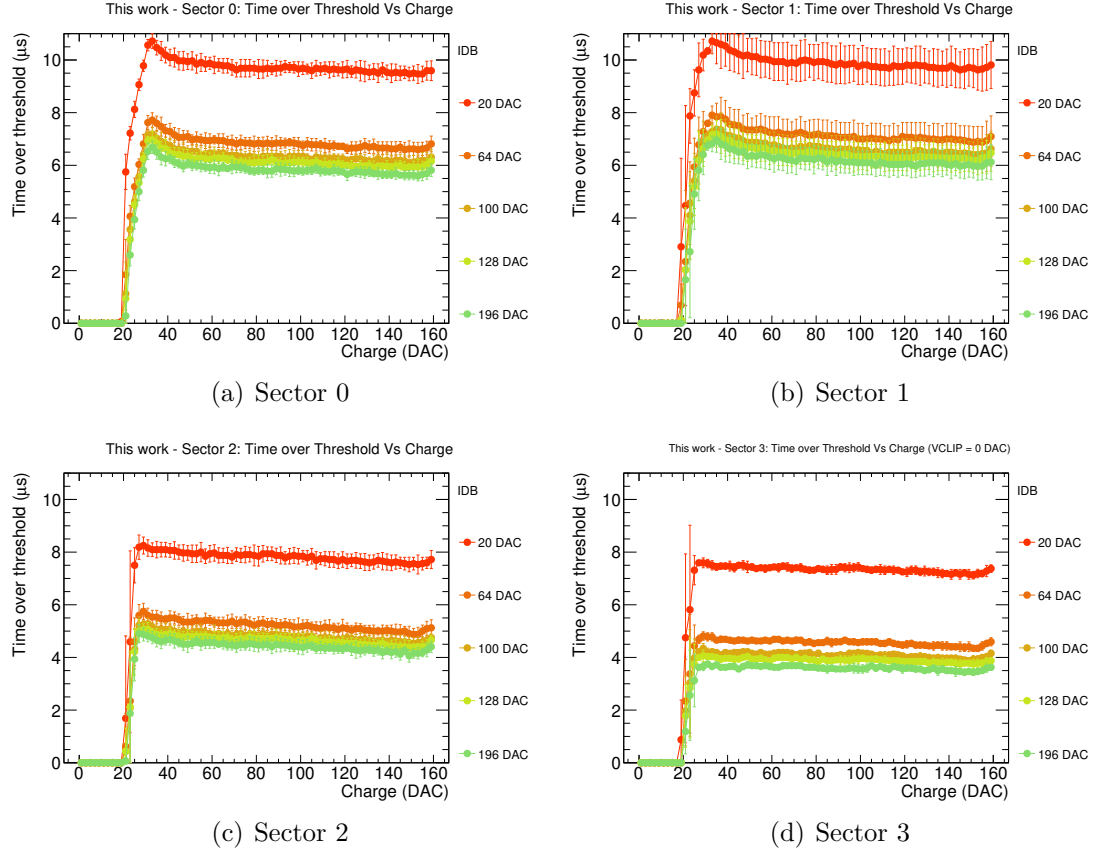 This work - Sector 0: Time over Threshold Vs Charge
Time over threshold (µs)
10
8
6
4
2
0
0 20 40 60 80 100 120 140 160
Charge (DAC)
IDB
20 DAC
64 DAC
100 DAC
128 DAC
196 DAC
(a) Sector 0
This work - Sector 1: Time over Threshold Vs Charge
Time over threshold (µs)
10
8
6
4
2
0
0 20 40 60 80 100 120 140 160
Charge (DAC)
IDB
20 DAC
64 DAC
100 DAC
128 DAC
196 DAC
(b) Sector 1
This work - Sector 2: Time over Threshold Vs Charge
Time over threshold (µs)
10
8
6
4
2
0
0 20 40 60 80 100 120 140 160
Charge (DAC)
IDB
20 DAC
64 DAC
100 DAC
128 DAC
196 DAC
(c) Sector 2
This work - Sector 3: Time over Threshold Vs Charge (VCLIP = 0 DAC)
Time over threshold (µs)
10
8
6
4
2
0
0 20 40 60 80 100 120 140 160
Charge (DAC)
IDB
20 DAC
64 DAC
100 DAC
128 DAC
196 DAC
(d) Sector 3